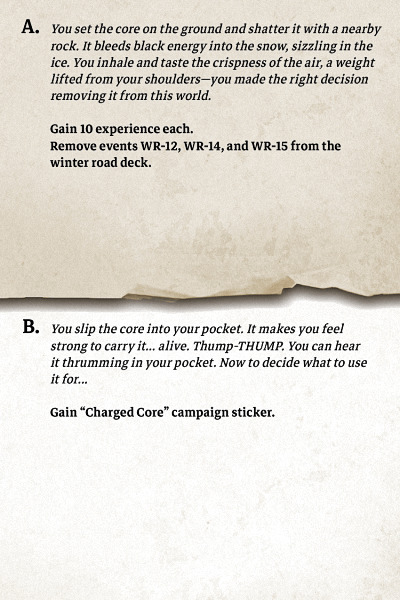 A. You set the core on the ground and shatter it with a nearby
rock. It bleeds black energy into the snow, sizzling in the
ice. You inhale and taste the crispness of the air, a weight
lifted from your shoulders—you made the right decision
removing it from this world.
Gain 10 experience each.
Remove events WR-12, WR-14, and WR-15 from the
winter road deck.
B. You slip the core into your pocket. It makes you feel
strong to carry it... alive. Thump-THUMP. You can hear
it thrumming in your pocket. Now to decide what to use
it for...
Gain “Charged Core” campaign sticker.